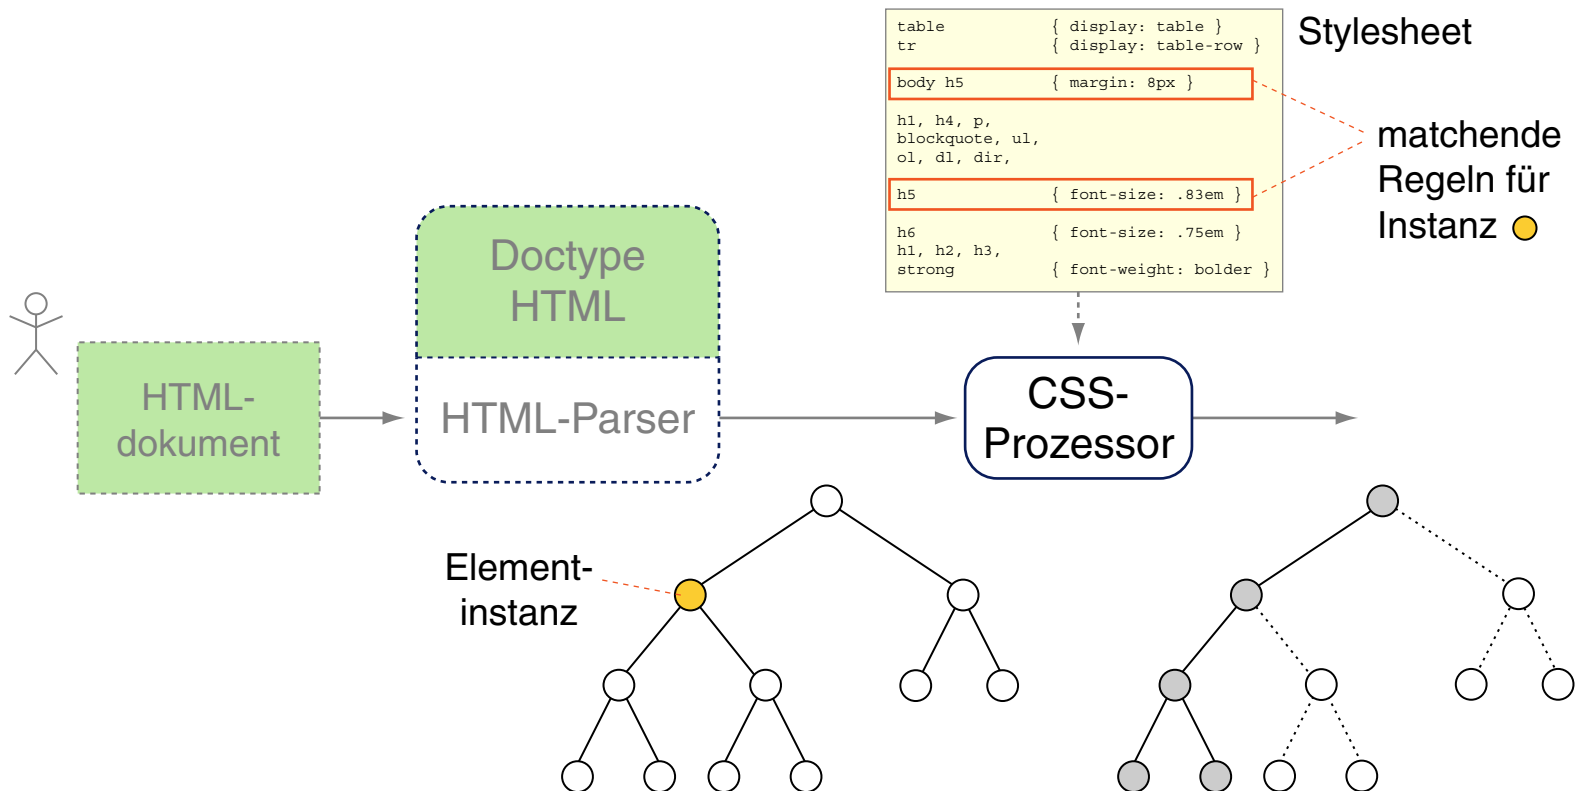 table { display: table }
tr { display: table-row }
body h5 { margin: 8px }
h1, h4, p,
blockquote, ul,
ol, dl, dir,
h5 { font-size: .83em }
h6 { font-size: .75em }
h1, h2, h3,
strong { font-weight: bolder }
Stylesheet
matchende
Regeln für
Instanz
Doctype
HTML
HTML-Parser
HTML-
dokument
CSS-
Prozessor
Element-
instanz